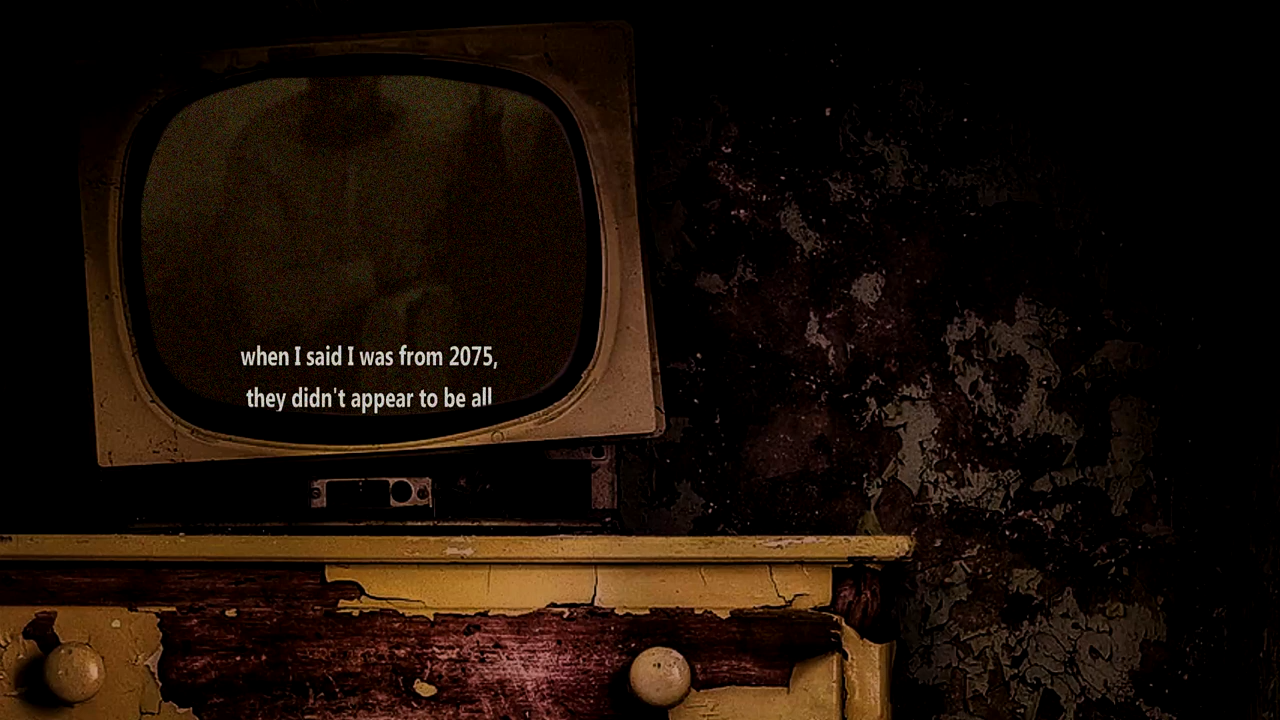 when I said I was from 2075,
they didn't appear to be all